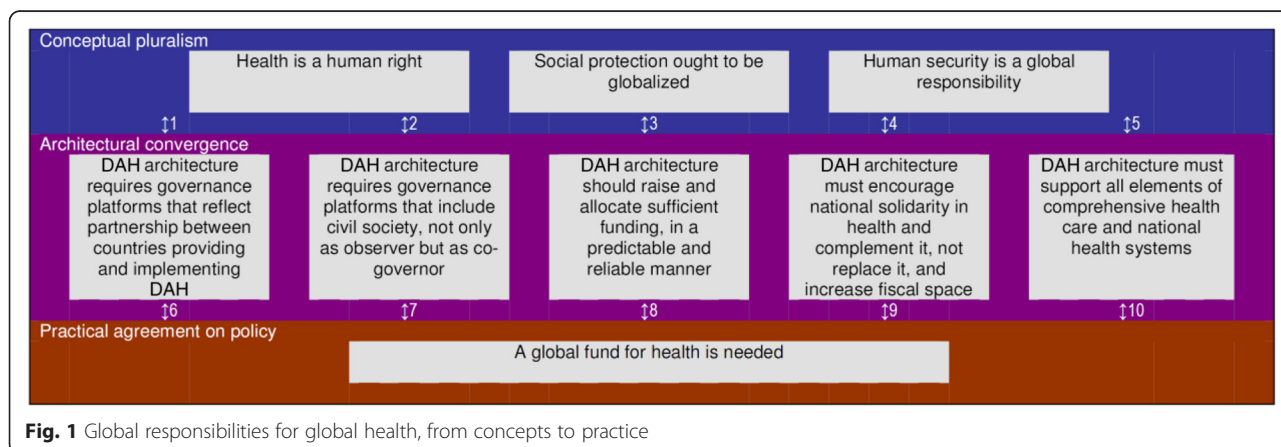 Conceptual pluralism
Health is a human right
Social protection ought to be
globalized
Human security is a global
responsibility
↕1
↕2
↕3
↕4
↕5
Architectural convergence
DAH architecture
requires governance
platforms that reflect
partnership between
countries providing
and implementing
DAH
DAH architecture
requires governance
platforms that include
civil society, not only
as observer but as co-
governor
DAH architecture
should raise and
allocate sufficient
funding, in a
predictable and
reliable manner
DAH architecture
must encourage
national solidarity in
health and
complement it, not
replace it, and
increase fiscal space
DAH architecture must
support all elements of
comprehensive health
care and national
health systems
↕6
↕7
↕8
↕9
↕10
Practical agreement on policy
A global fund for health is needed
Fig. 1 Global responsibilities for global health, from concepts to practice